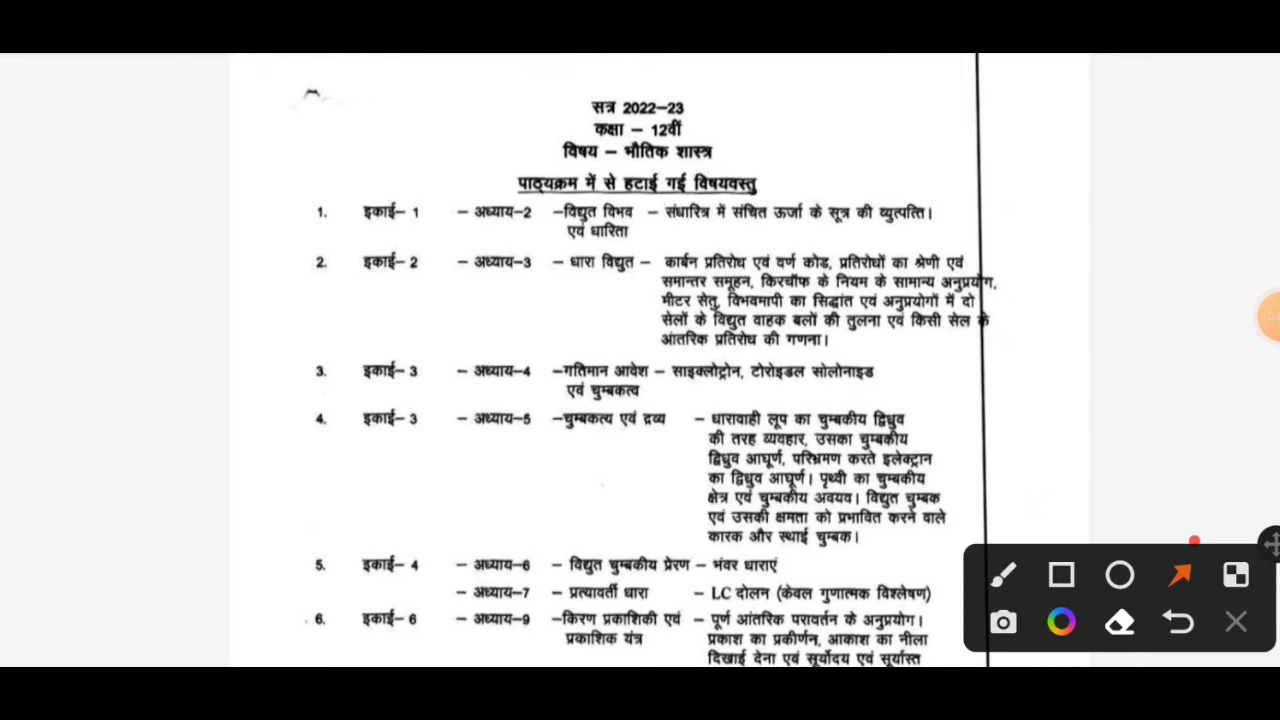 सत्र 2022–23
कक्षा – 12वीं
विषय – भौतिक शास्त्र
पाठ्यक्रम में से हटाई गई विषयवस्तु
1. इकाई– 1 – अध्याय–2 –विद्युत विभव – संधारित्र में संचित ऊर्जा के सूत्र की व्युत्पत्ति।
एवं धारिता
2. इकाई– 2 – अध्याय–3 – धारा विद्युत – कार्बन प्रतिरोध एवं वर्ण कोड, प्रतिरोधों का श्रेणी एवं
समान्तर समूहन, किरचॉफ के नियम के सामान्य अनुप्रयोग,
मीटर सेतु, विभवमापी का सिद्धांत एवं अनुप्रयोगों में दो
सेलों के विद्युत वाहक बलों की तुलना एवं किसी सेल के
आंतरिक प्रतिरोध की गणना।
3. इकाई– 3 – अध्याय–4 –गतिमान आवेश – साइक्लोट्रोन, टोरोइडल सोलोनाइड
एवं चुम्बकत्व
4. इकाई– 3 – अध्याय–5 –चुम्बकत्य एवं द्रव्य – धारावाही लूप का चुम्बकीय द्विध्रुव
की तरह व्यवहार, उसका चुम्बकीय
द्विध्रुव आघूर्ण, परिभ्रमण करते इलेक्ट्रान
का द्विध्रुव आघूर्ण। पृथ्वी का चुम्बकीय
क्षेत्र एवं चुम्बकीय अवयव। विद्युत चुम्बक
एवं उसकी क्षमता को प्रभावित करने वाले
कारक और स्थाई चुम्बक।
5. इकाई– 4 – अध्याय–6 – विद्युत चुम्बकीय प्रेरण – भंवर धाराएं
– अध्याय–7 – प्रत्यावर्ती धारा – LC दोलन (केवल गुणात्मक विश्लेषण)
6. इकाई– 6 – अध्याय–9 –किरण प्रकाशिकी एवं – पूर्ण आंतरिक परावर्तन के अनुप्रयोग।
प्रकाशिक यंत्र प्रकाश का प्रकीर्णन, आकाश का नीला
दिखाई देना एवं सूर्योदय एवं सूर्यास्त